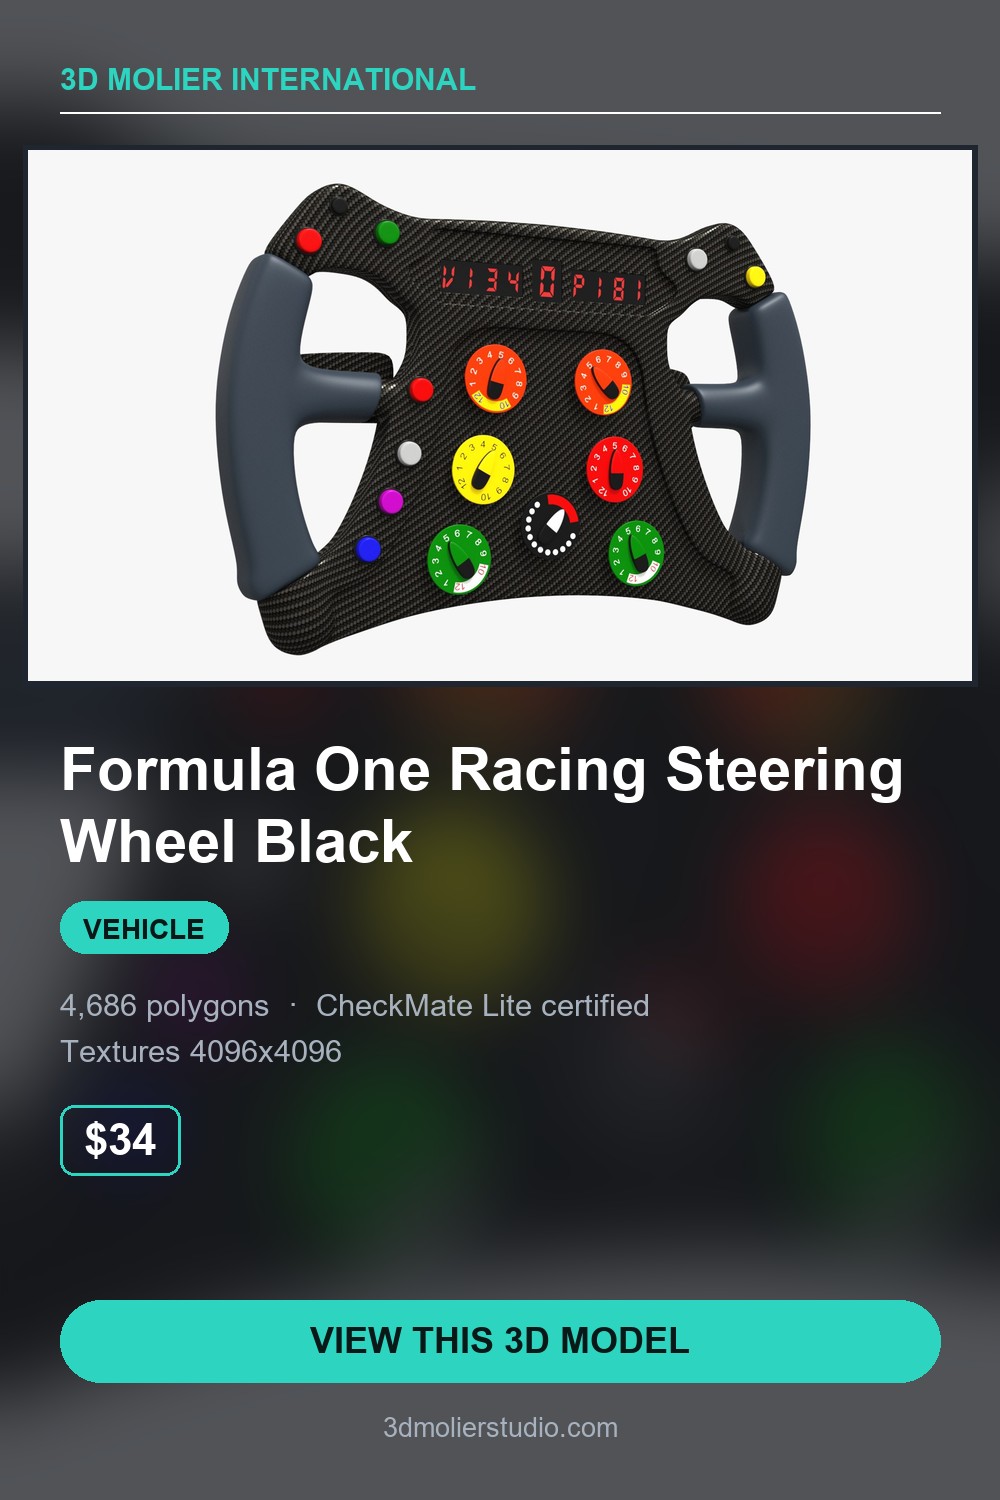 3D MOLIER INTERNATIONAL
V134 0 P181
Formula One Racing Steering
Wheel Black
VEHICLE
4,686 polygons · CheckMate Lite certified
Textures 4096x4096
$34
VIEW THIS 3D MODEL
3dmolierstudio.com